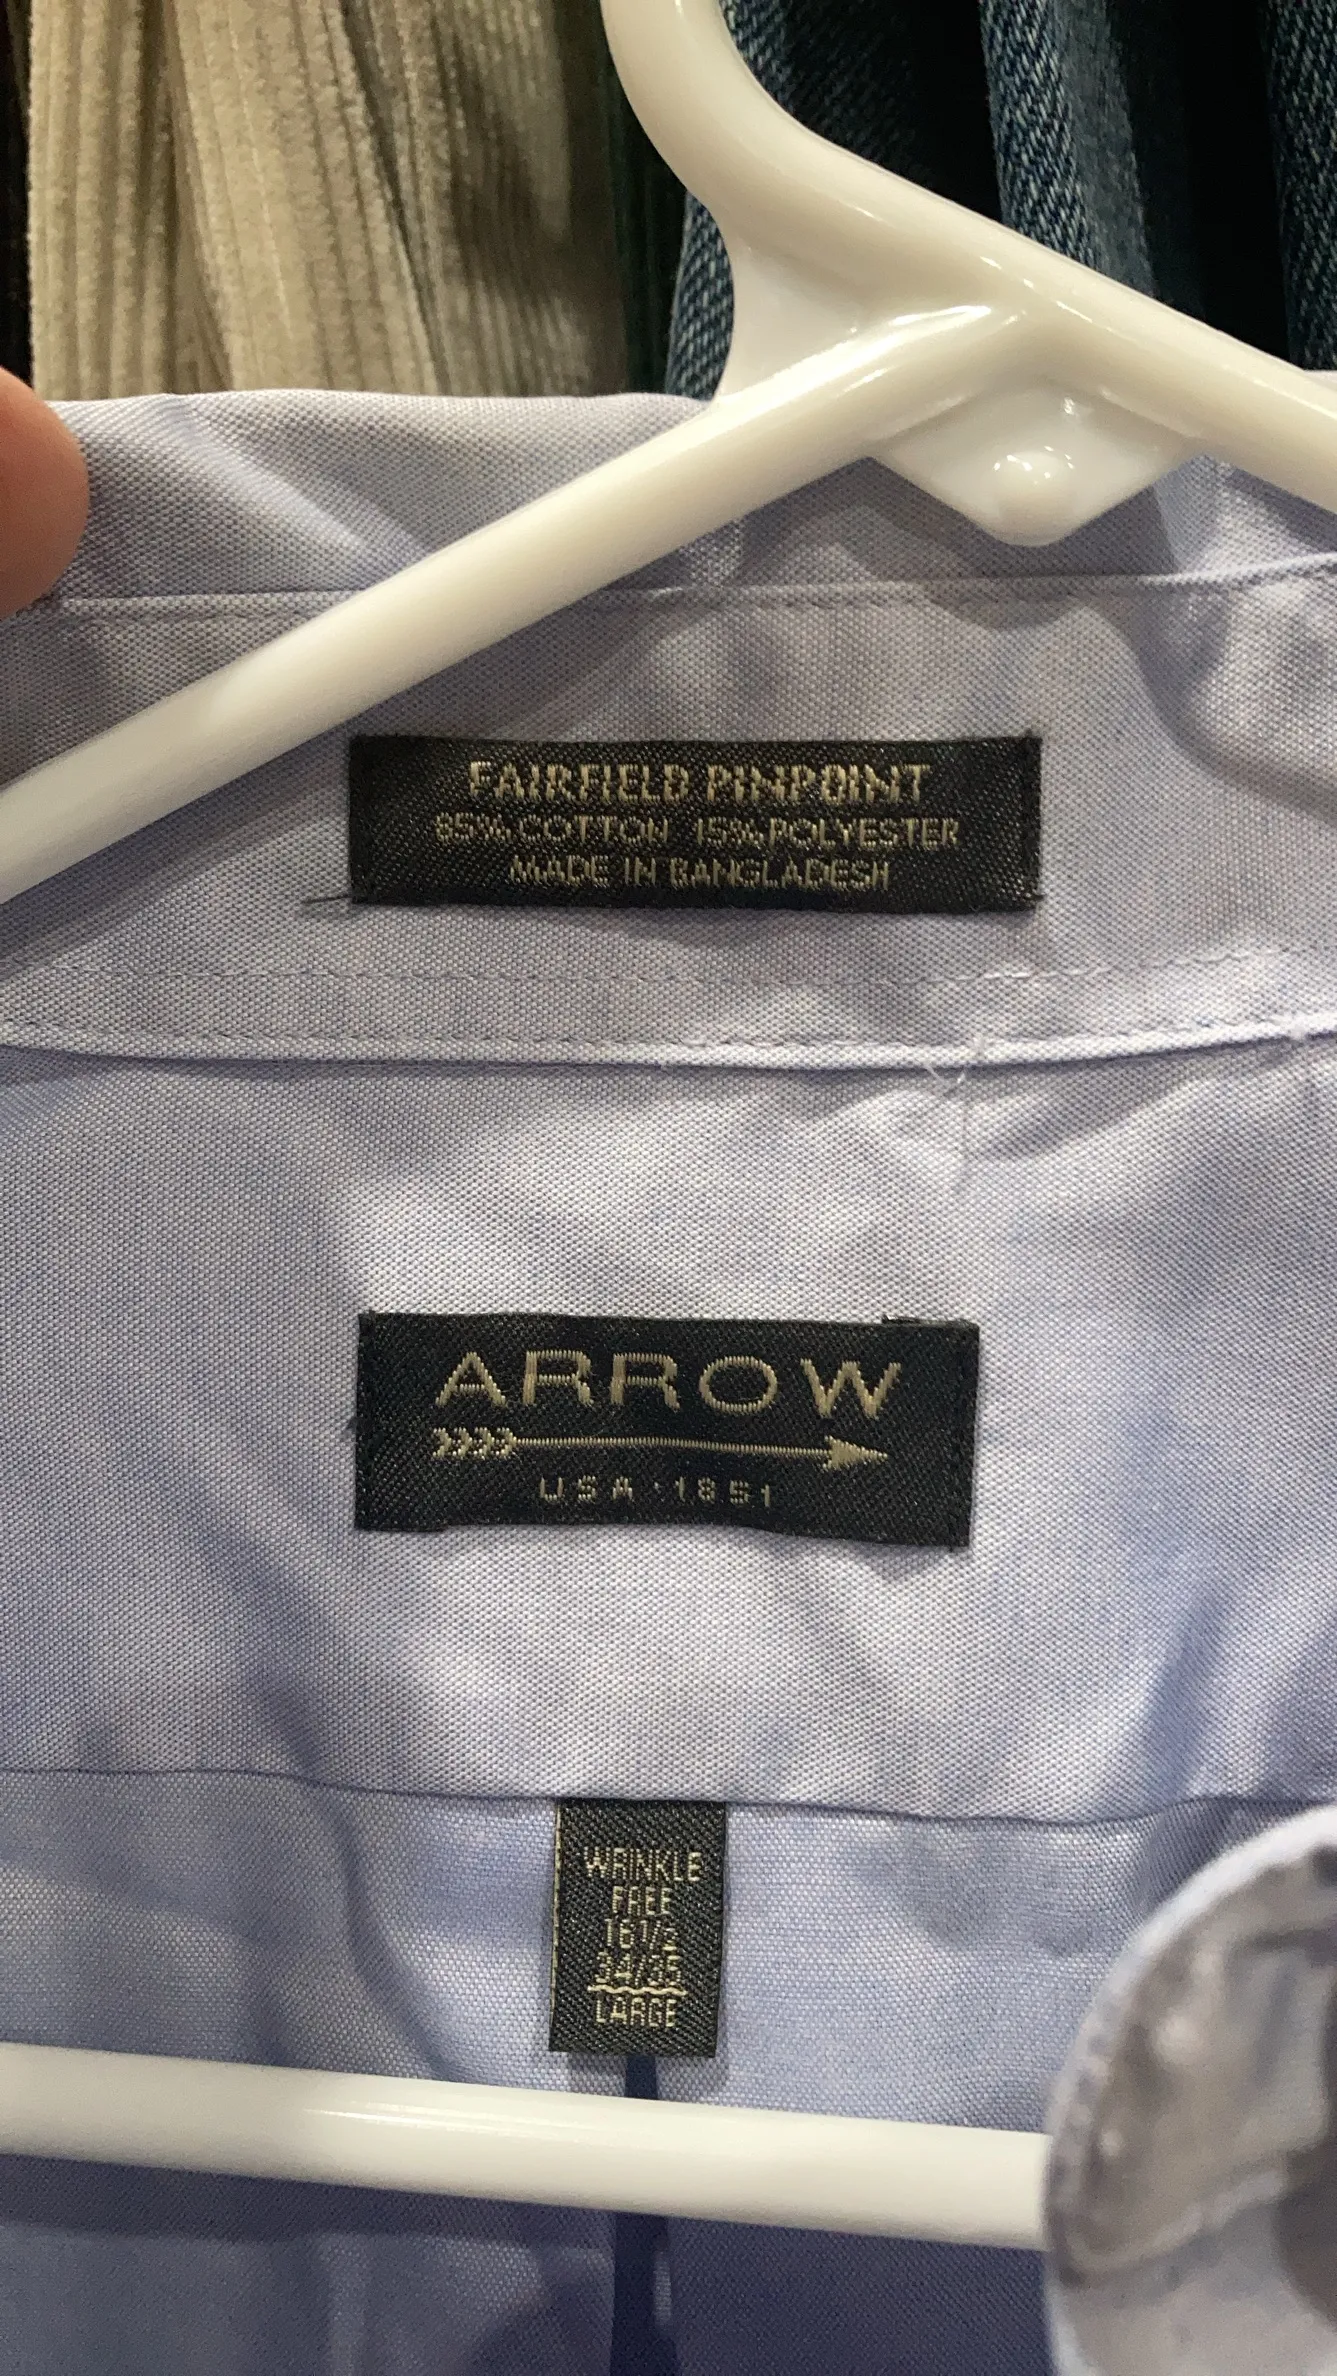 FAIRFIELD PINPOINT
85% COTTON 15% POLYESTER
MADE IN BANGLADESH
ARROW
USA · 1851
WRINKLE
FREE
16 1/2
34/35
LARGE